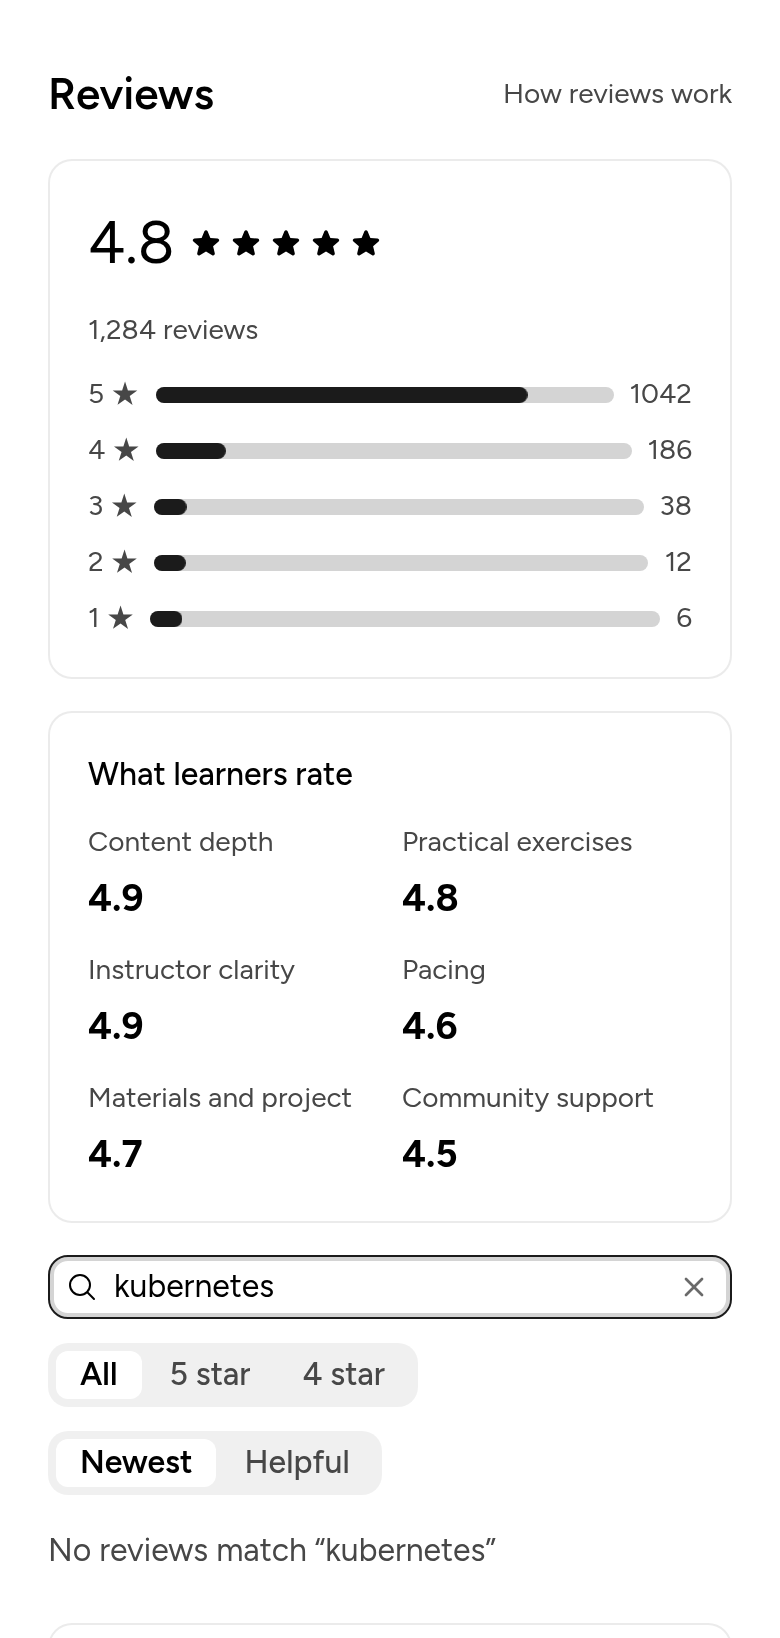 Reviews
How reviews work
4.8
1,284 reviews
5 ★ 1042
4 ★ 186
3 ★ 38
2 ★ 12
1 ★ 6
What learners rate
Content depth
4.9
Practical exercises
4.8
Instructor clarity
4.9
Pacing
4.6
Materials and project
4.7
Community support
4.5
kubernetes
All 5 star 4 star
Newest Helpful
No reviews match “kubernetes”